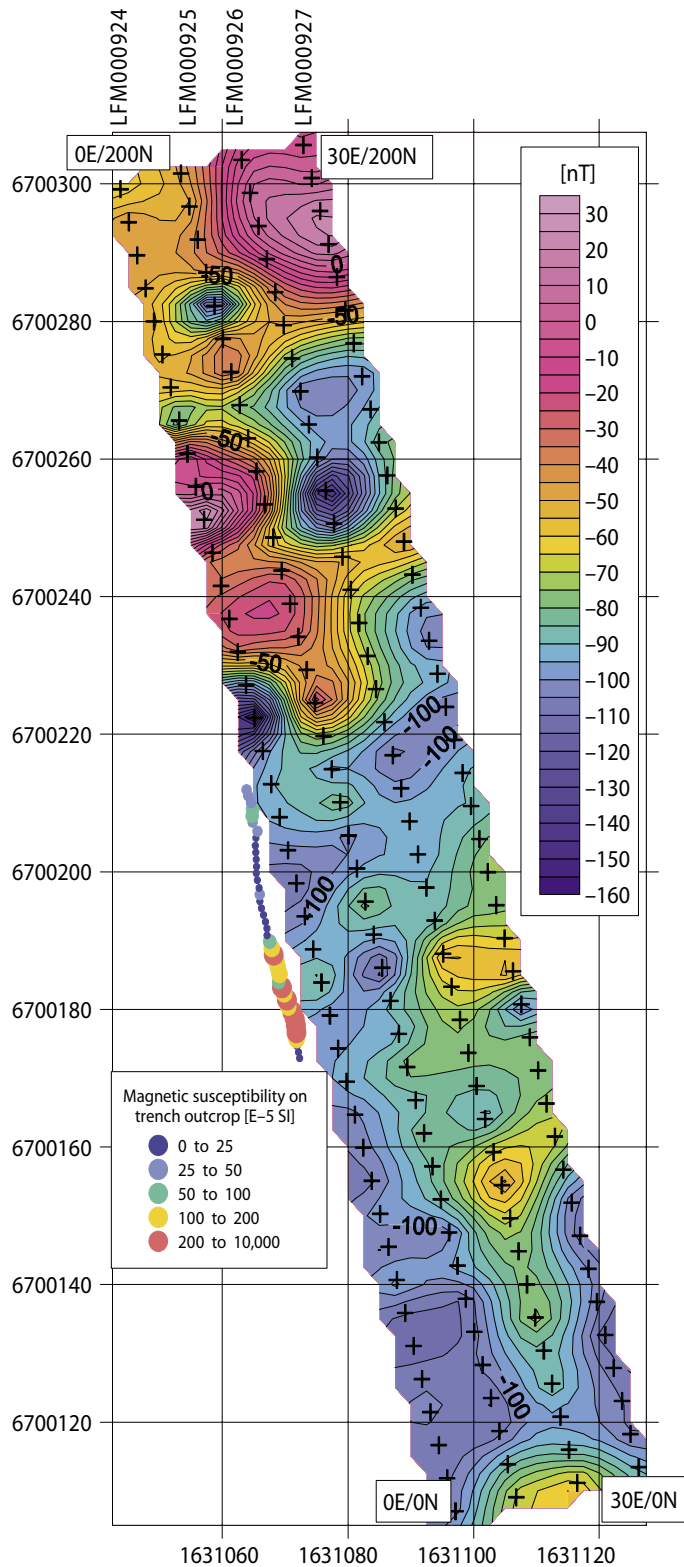 LFM000924
LFM000925
LFM000926
LFM000927
0E/200N
30E/200N
6700300
6700280
6700260
6700240
6700220
6700200
6700180
6700160
6700140
6700120
[nT]
30
20
10
0
−10
−20
−30
−40
−50
−60
−70
−80
−90
−100
−110
−120
−130
−140
−150
−160
0
-50
-50
-50
0
-50
-100
-100
-100
-100
-100
Magnetic susceptibility on
trench outcrop [E−5 SI]
0 to 25
25 to 50
50 to 100
100 to 200
200 to 10,000
0E/0N
30E/0N
1631060
1631080
1631100
1631120